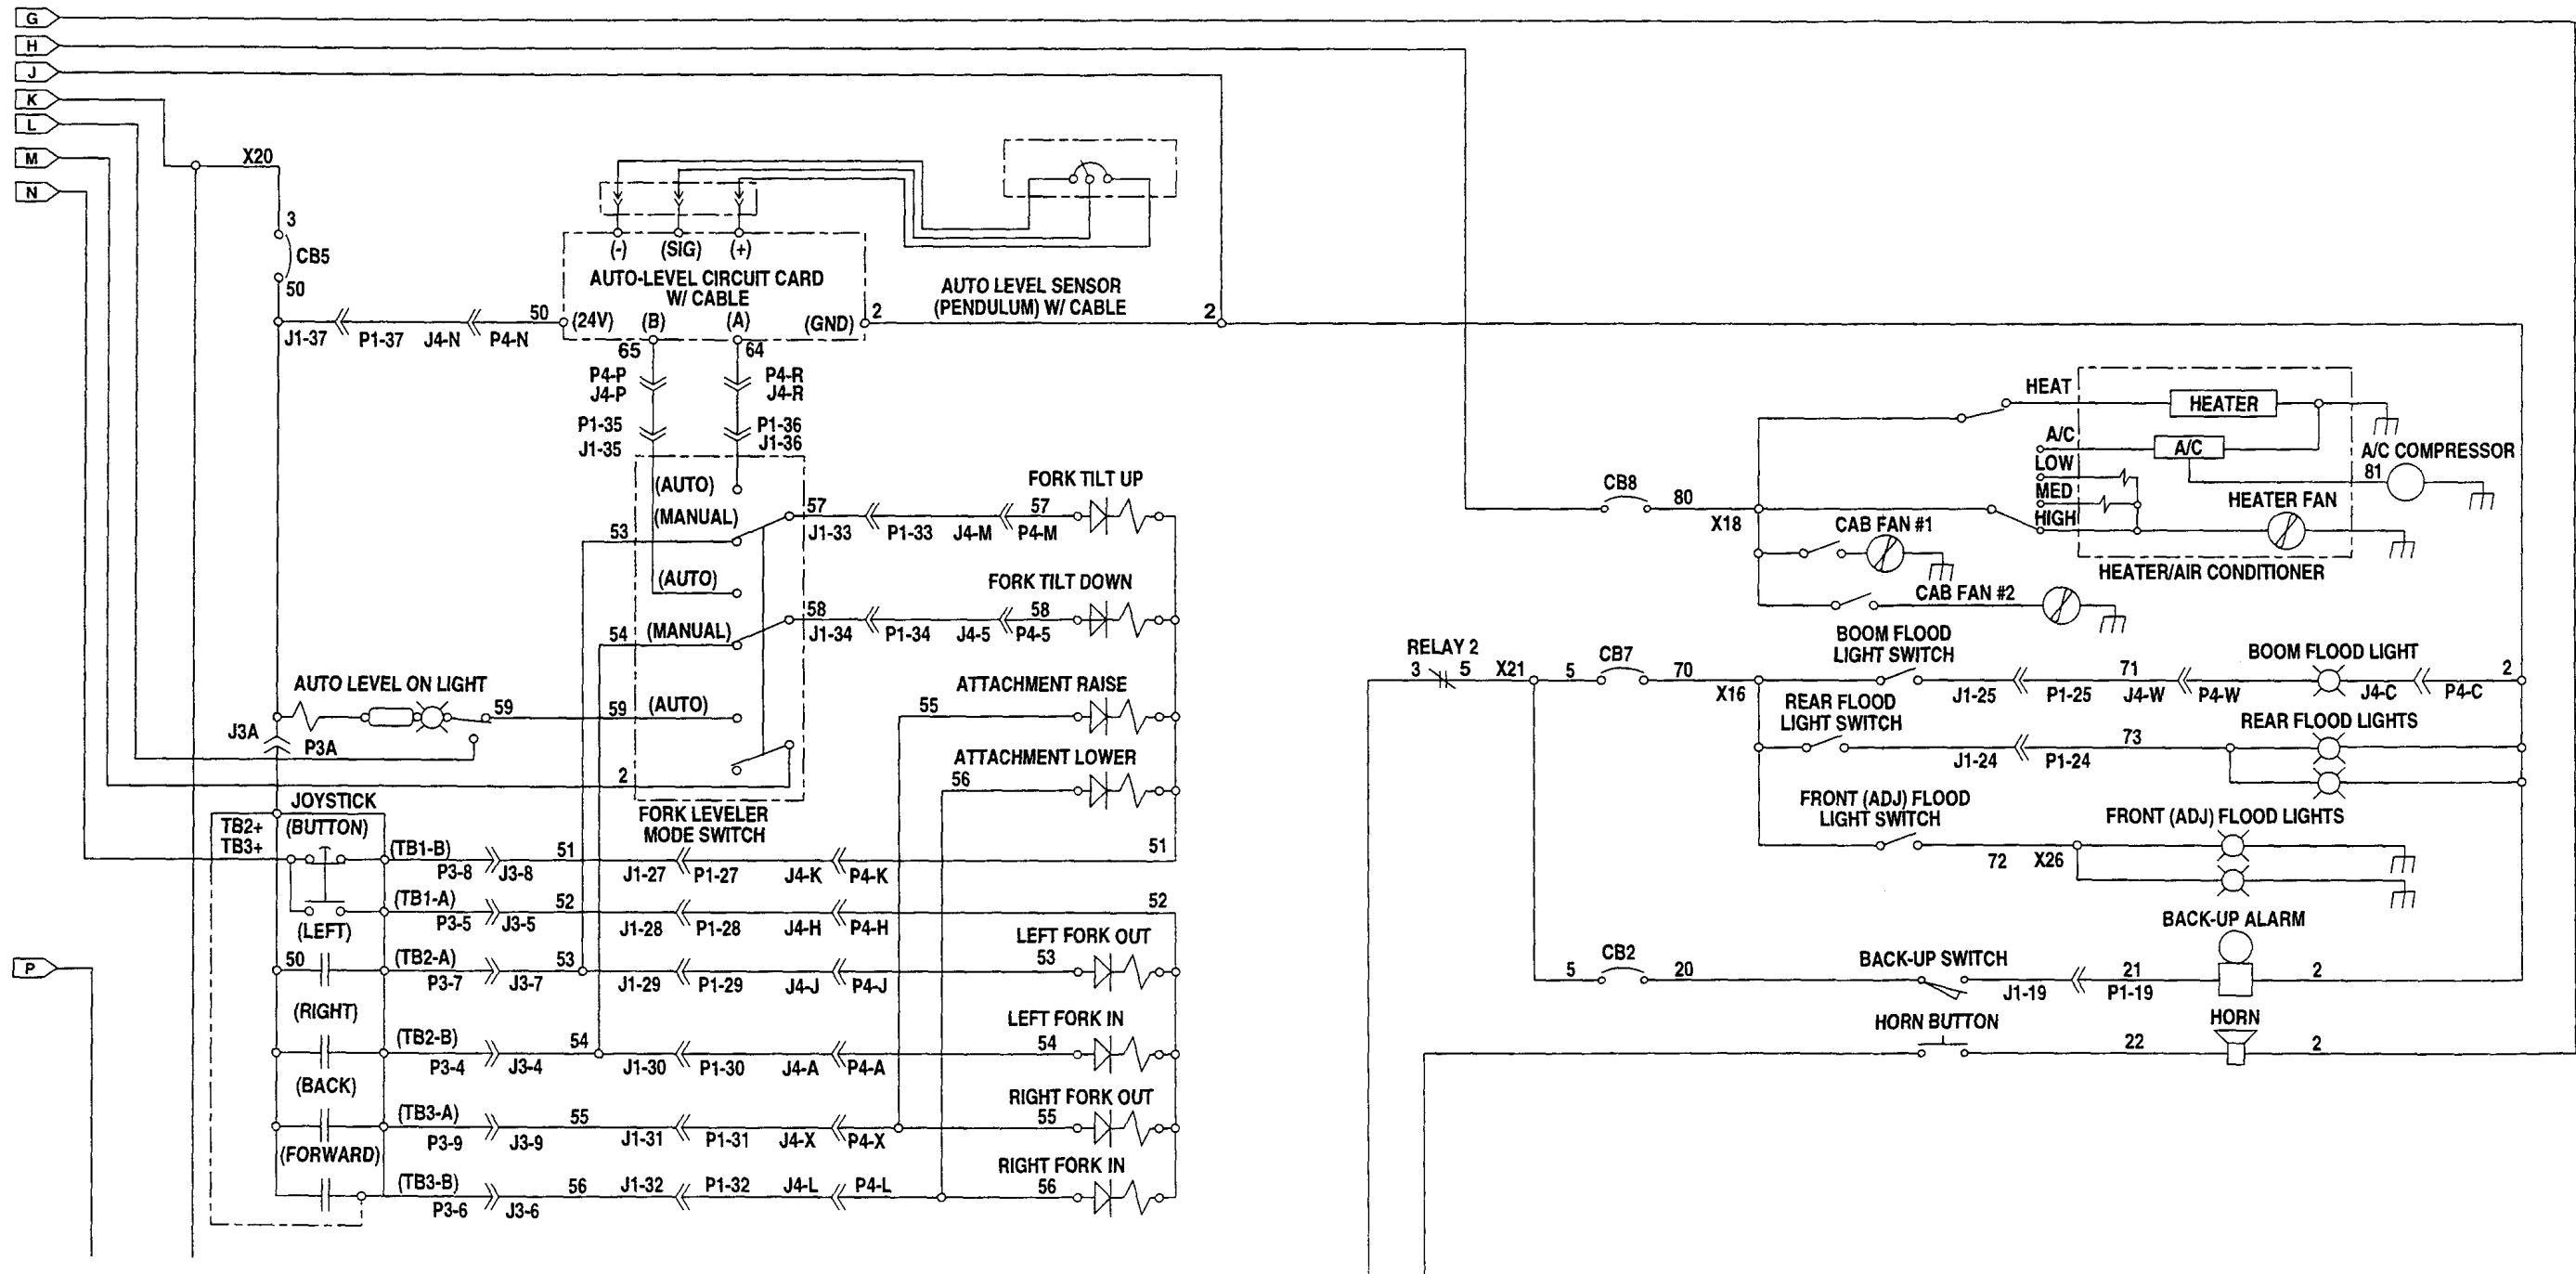 G
H
J
K
L
M
N
P
X20
3
CB5
50
J1-37
P1-37
J4-N
P4-N
50
(-)
(SIG)
(+)
AUTO-LEVEL CIRCUIT CARD
W/ CABLE
(24V)
(B)
(A)
(GND)
2
AUTO LEVEL SENSOR
(PENDULUM) W/ CABLE
2
65
64
P4-P
J4-P
P4-R
J4-R
P1-35
J1-35
P1-36
J1-36
(AUTO)
(MANUAL)
53
57
J1-33
P1-33
J4-M
P4-M
57
FORK TILT UP
(AUTO)
(MANUAL)
54
58
J1-34
P1-34
J4-5
P4-5
58
FORK TILT DOWN
AUTO LEVEL ON LIGHT
59
59
(AUTO)
J3A
P3A
2
FORK LEVELER
MODE SWITCH
ATTACHMENT RAISE
55
ATTACHMENT LOWER
56
JOYSTICK
TB2+
TB3+
(BUTTON)
(TB1-B)
P3-8
J3-8
51
J1-27
P1-27
J4-K
P4-K
51
(TB1-A)
P3-5
J3-5
52
J1-28
P1-28
J4-H
P4-H
52
(LEFT)
50
(TB2-A)
P3-7
J3-7
53
J1-29
P1-29
J4-J
P4-J
LEFT FORK OUT
53
(RIGHT)
(TB2-B)
P3-4
J3-4
54
J1-30
P1-30
J4-A
P4-A
LEFT FORK IN
54
(BACK)
(TB3-A)
P3-9
J3-9
55
J1-31
P1-31
J4-X
P4-X
RIGHT FORK OUT
55
(FORWARD)
(TB3-B)
P3-6
J3-6
56
J1-32
P1-32
J4-L
P4-L
RIGHT FORK IN
56
HEAT
HEATER
A/C
A/C
A/C COMPRESSOR
81
LOW
MED
HIGH
HEATER FAN
HEATER/AIR CONDITIONER
CB8
80
X18
CAB FAN #1
CAB FAN #2
RELAY 2
3
5
X21
5
CB7
70
X16
BOOM FLOOD
LIGHT SWITCH
J1-25
P1-25
71
J4-W
P4-W
BOOM FLOOD LIGHT
J4-C
P4-C
2
REAR FLOOD
LIGHT SWITCH
J1-24
P1-24
73
REAR FLOOD LIGHTS
FRONT (ADJ) FLOOD
LIGHT SWITCH
72
X26
FRONT (ADJ) FLOOD LIGHTS
5
CB2
20
BACK-UP SWITCH
J1-19
P1-19
21
BACK-UP ALARM
2
HORN BUTTON
22
HORN
2